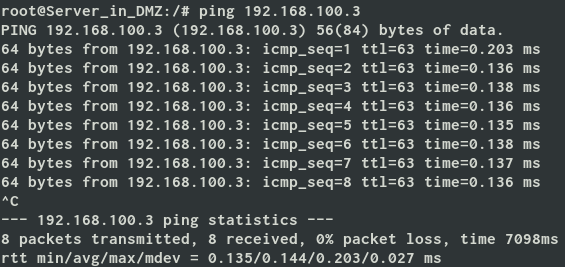 root@Server_in_DMZ:/# ping 192.168.100.3
PING 192.168.100.3 (192.168.100.3) 56(84) bytes of data.
64 bytes from 192.168.100.3: icmp_seq=1 ttl=63 time=0.203 ms
64 bytes from 192.168.100.3: icmp_seq=2 ttl=63 time=0.136 ms
64 bytes from 192.168.100.3: icmp_seq=3 ttl=63 time=0.138 ms
64 bytes from 192.168.100.3: icmp_seq=4 ttl=63 time=0.136 ms
64 bytes from 192.168.100.3: icmp_seq=5 ttl=63 time=0.135 ms
64 bytes from 192.168.100.3: icmp_seq=6 ttl=63 time=0.138 ms
64 bytes from 192.168.100.3: icmp_seq=7 ttl=63 time=0.137 ms
64 bytes from 192.168.100.3: icmp_seq=8 ttl=63 time=0.136 ms
^C
--- 192.168.100.3 ping statistics ---
8 packets transmitted, 8 received, 0% packet loss, time 7098ms
rtt min/avg/max/mdev = 0.135/0.144/0.203/0.027 ms